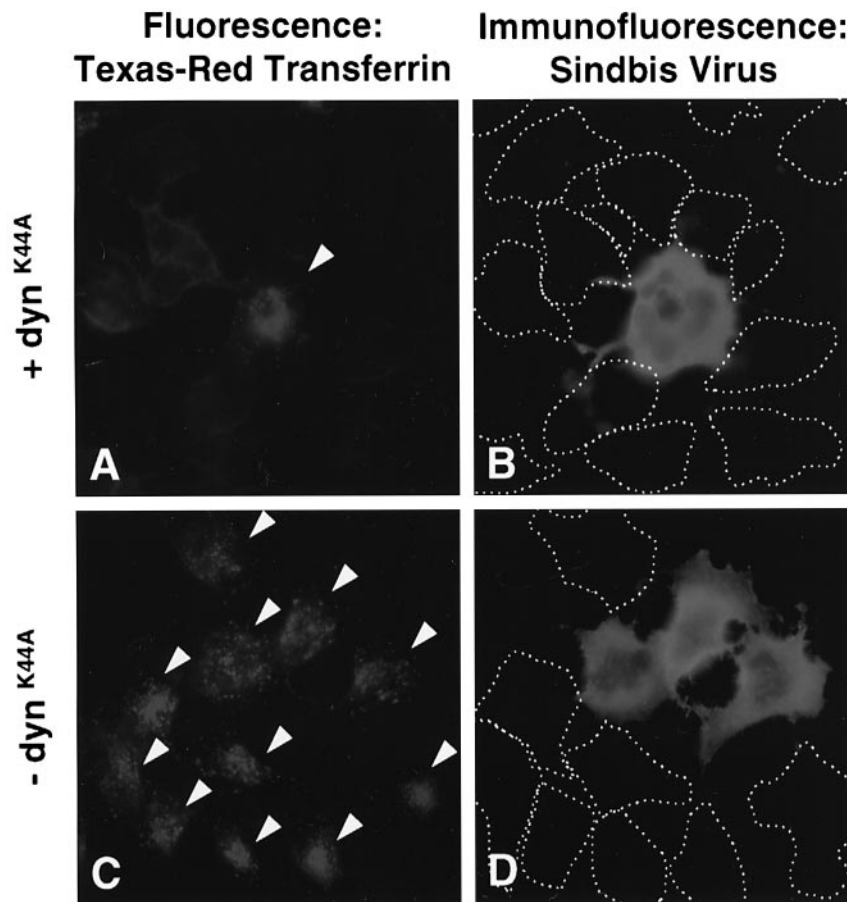 Fluorescence:
Texas-Red Transferrin
Immunofluorescence:
Sindbis Virus
+ dyn K44A
A
B
- dyn K44A
C
D